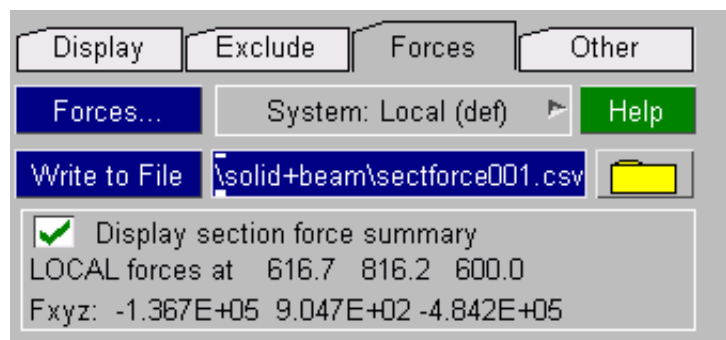 Display Exclude Forces Other
Forces... System: Local (def) Help
Write to File \solid+beam\sectforce001.csv
Display section force summary
LOCAL forces at 616.7 816.2 600.0
Fxyz: -1.367E+05 9.047E+02 -4.842E+05